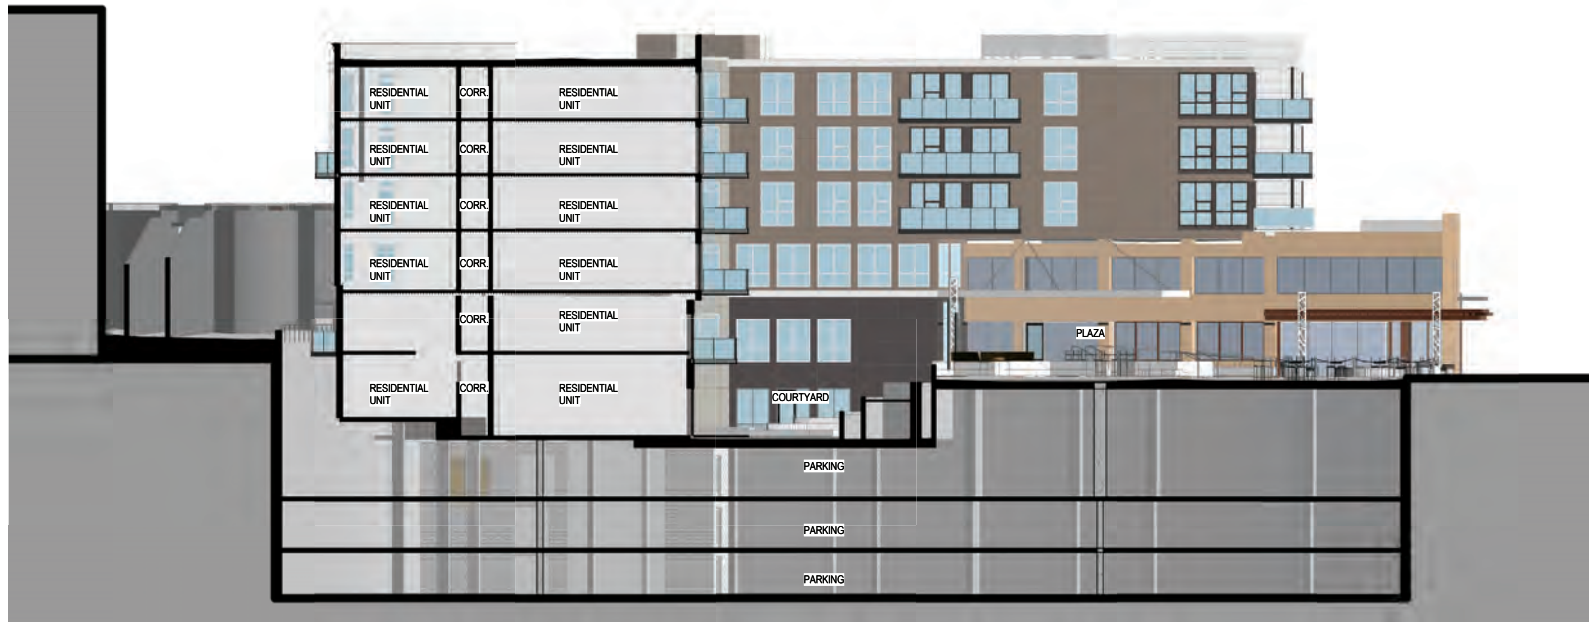 RESIDENTIAL
UNIT
CORR.
RESIDENTIAL
UNIT
RESIDENTIAL
UNIT
CORR.
RESIDENTIAL
UNIT
RESIDENTIAL
UNIT
CORR.
RESIDENTIAL
UNIT
RESIDENTIAL
UNIT
CORR.
RESIDENTIAL
UNIT
CORR.
RESIDENTIAL
UNIT
PLAZA
RESIDENTIAL
UNIT
CORR.
RESIDENTIAL
UNIT
COURTYARD
PARKING
PARKING
PARKING